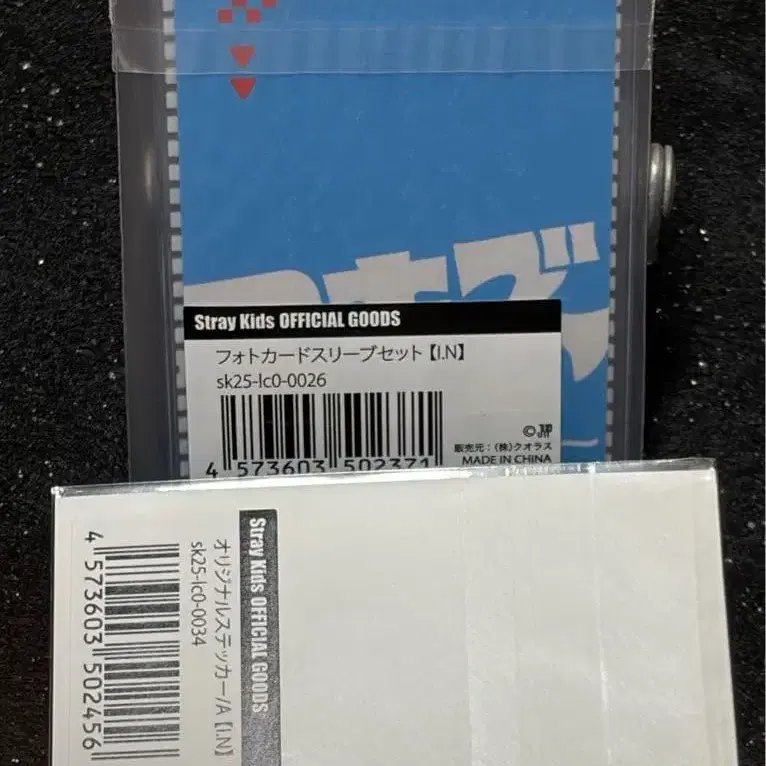 Stray Kids OFFICIAL GOODS
フォトカードスリーブセット【I.N】
sk25-lc0-0026
4 573603 502371
© JYP
販売元：(株)クオラス
MADE IN CHINA
Stray Kids OFFICIAL GOODS
オリジナルステッカー/A【I.N】
sk25-lc0-0034
4 573603 502456